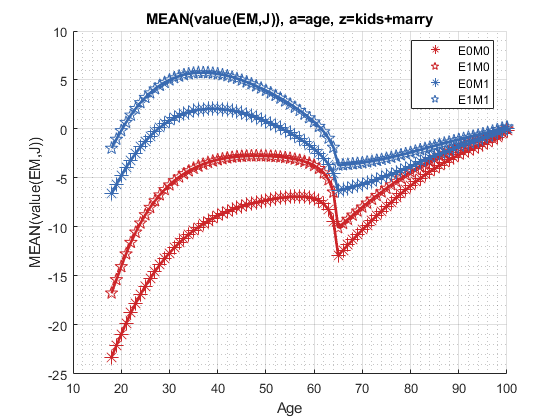 MEAN(value(EM,J)), a=age, z=kids+marry
MEAN(value(EM,J))
10
5
0
-5
-10
-15
-20
-25
E0M0
E1M0
E0M1
E1M1
10 20 30 40 50 60 70 80 90 100
Age